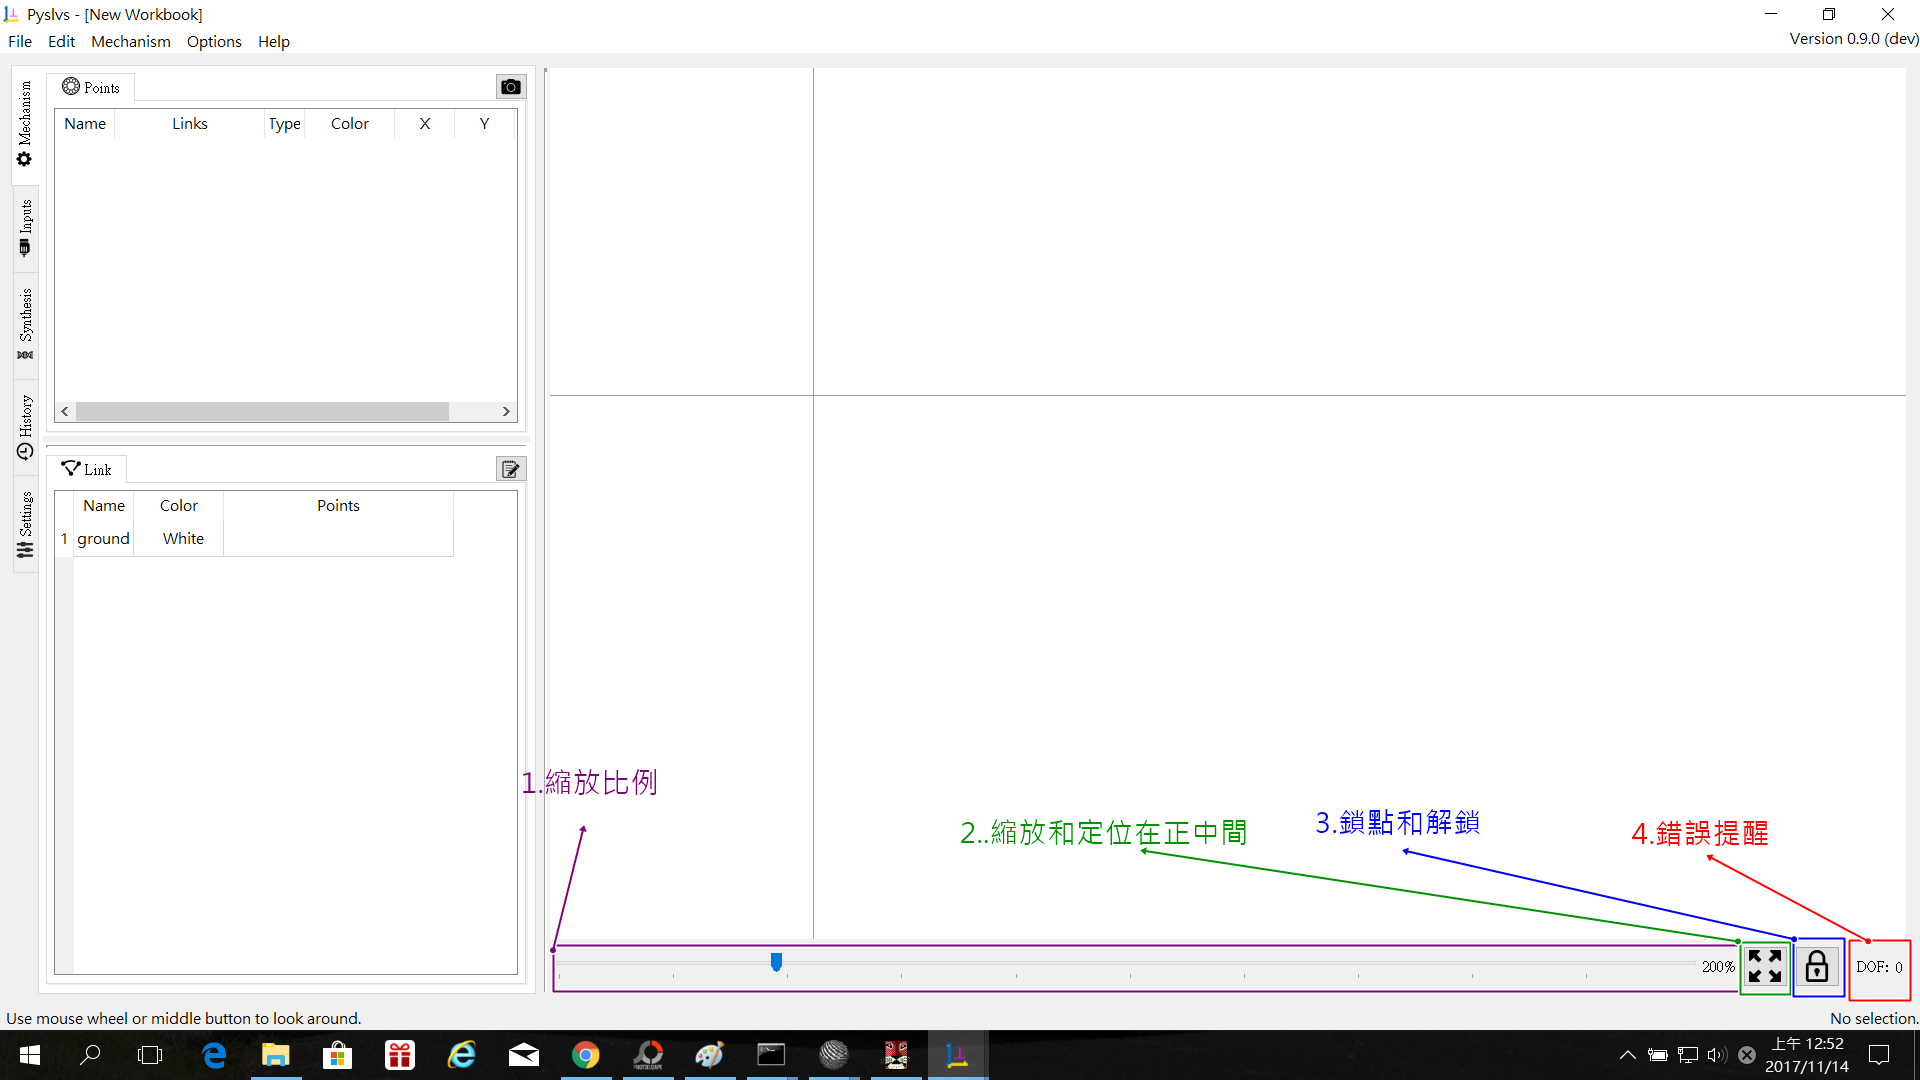 Pyslvs - [New Workbook]
File Edit Mechanism Options Help
Version 0.9.0 (dev)
Mechanism
Inputs
Synthesis
History
Settings
Points
Name Links Type Color X Y
Link
Name Color Points
1 ground White
1.縮放比例
2..縮放和定位在正中間
3.鎖點和解鎖
4.錯誤提醒
200%
DOF: 0
Use mouse wheel or middle button to look around.
No selection.
PHOTOSCAPE
上午 12:52
2017/11/14